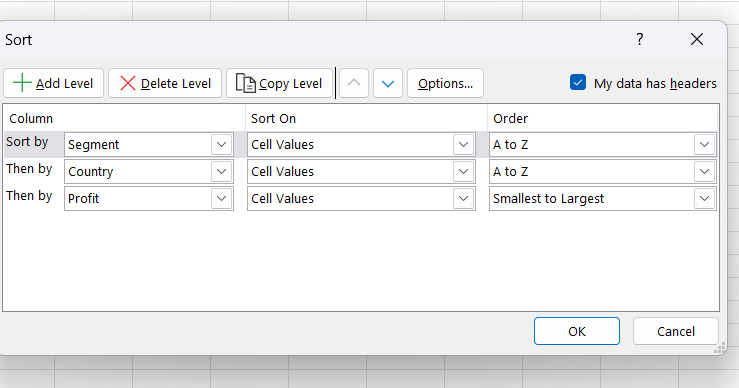 Sort ?
Add Level Delete Level Copy Level Options... My data has headers
Column Sort On Order
Sort by Segment Cell Values A to Z
Then by Country Cell Values A to Z
Then by Profit Cell Values Smallest to Largest
OK Cancel